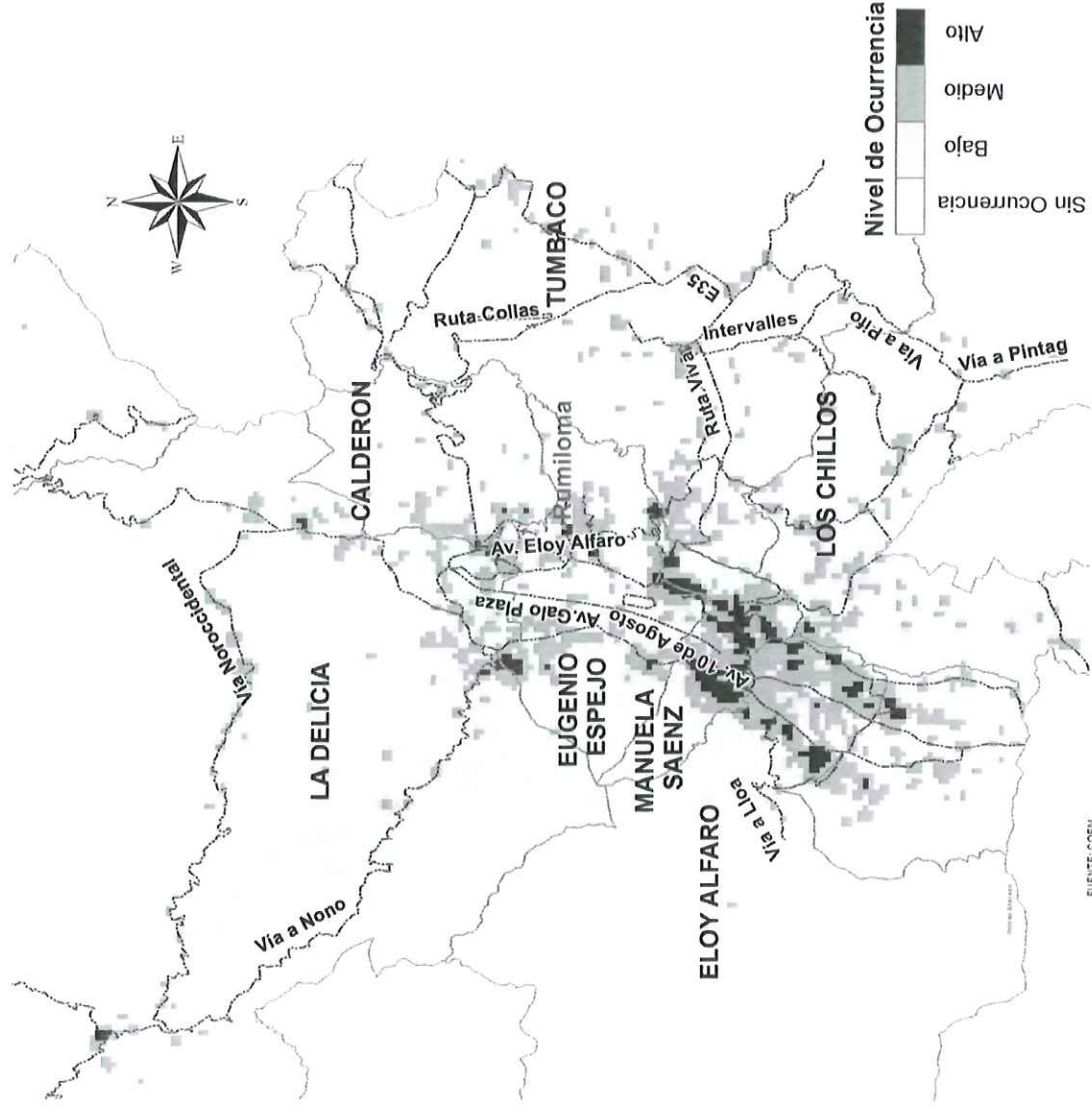 N
W
E
S
CALDERON
Ruta Collas
TUMBACO
E35
Intervalles
Vía a Pifo
Vía a Pintag
Ruta Viva
LOS CHILLOS
Rumiloma
Av. Eloy Alfaro
Av. Galo Plaza
Av. 10 de Agosto
Vía Noroccidental
LA DELICIA
EUGENIO
ESPEJO
MANUELA
SAENZ
Vía a Nono
ELOY ALFARO
Vía a Lloa
Nivel de Ocurrencia
Sin Ocurrencia
Bajo
Medio
Alto